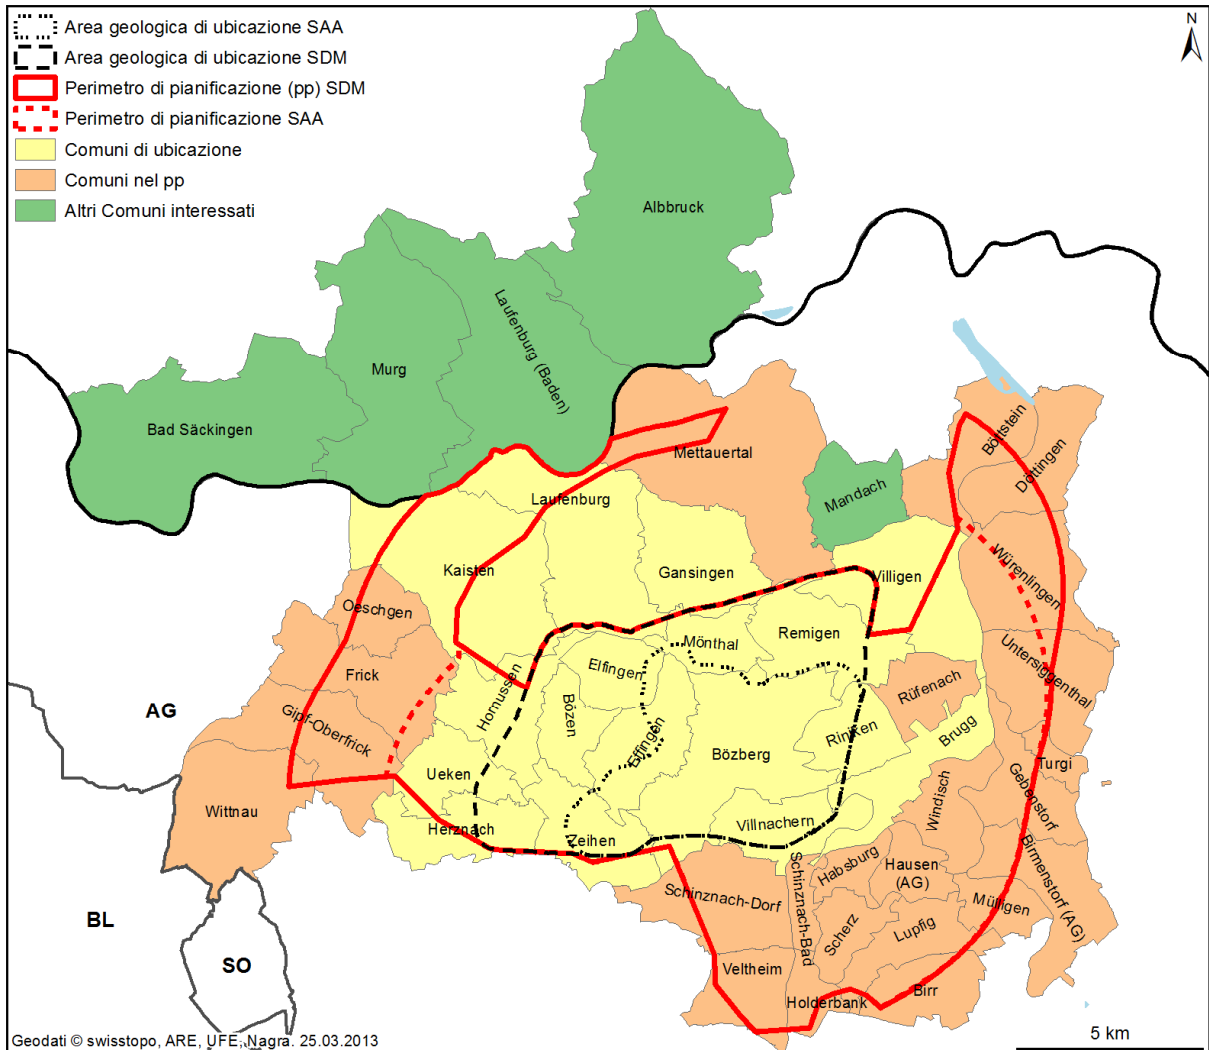 Area geologica di ubicazione SAA
Area geologica di ubicazione SDM
Perimetro di pianificazione (pp) SDM
Perimetro di pianificazione SAA
Comuni di ubicazione
Comuni nel pp
Altri Comuni interessati
N
Albbruck
Laufenburg (Baden)
Murg
Bad Säckingen
Mettauertal
Böttstein
Döttingen
Mandach
Laufenburg
Kaisten
Gansingen
Villigen
Würenlingen
Oeschgen
Mönthal
Remigen
Untersiggenthal
Elfingen
Frick
Hornussen
Rüfenach
AG
Gipf-Oberfrick
Bözen
Effingen
Bözberg
Riniken
Brugg
Ueken
Turgi
Gebenstorf
Windisch
Wittnau
Herznach
Zeihen
Villnachern
Birmenstorf (AG)
Habsburg
Hausen
(AG)
Schinznach-Dorf
Schinznach-Bad
Mülligen
BL
Scherz
Lupfig
SO
Veltheim
Holderbank
Birr
Geodati © swisstopo, ARE, UFE, Nagra. 25.03.2013
5 km